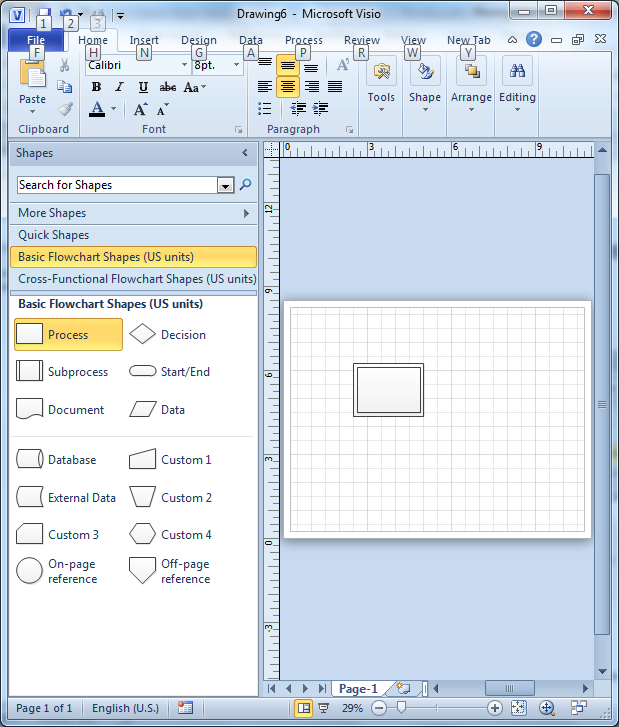 Drawing6 - Microsoft Visio
V
1 2 3
File Home Insert Design Data Process Review View New Tab
F H N G A P R W Y
Paste
Calibri 8pt.
B I U abc Aa
A A A
Tools Shape Arrange Editing
Clipboard Font Paragraph
Shapes
Search for Shapes
More Shapes
Quick Shapes
Basic Flowchart Shapes (US units)
Cross-Functional Flowchart Shapes (US units)
Basic Flowchart Shapes (US units)
Process Decision
Subprocess Start/End
Document Data
Database Custom 1
External Data Custom 2
Custom 3 Custom 4
On-page reference
Off-page reference
0 3 6 9
12
9
6
3
0
-3
Page-1
Page 1 of 1 English (U.S.) 29%